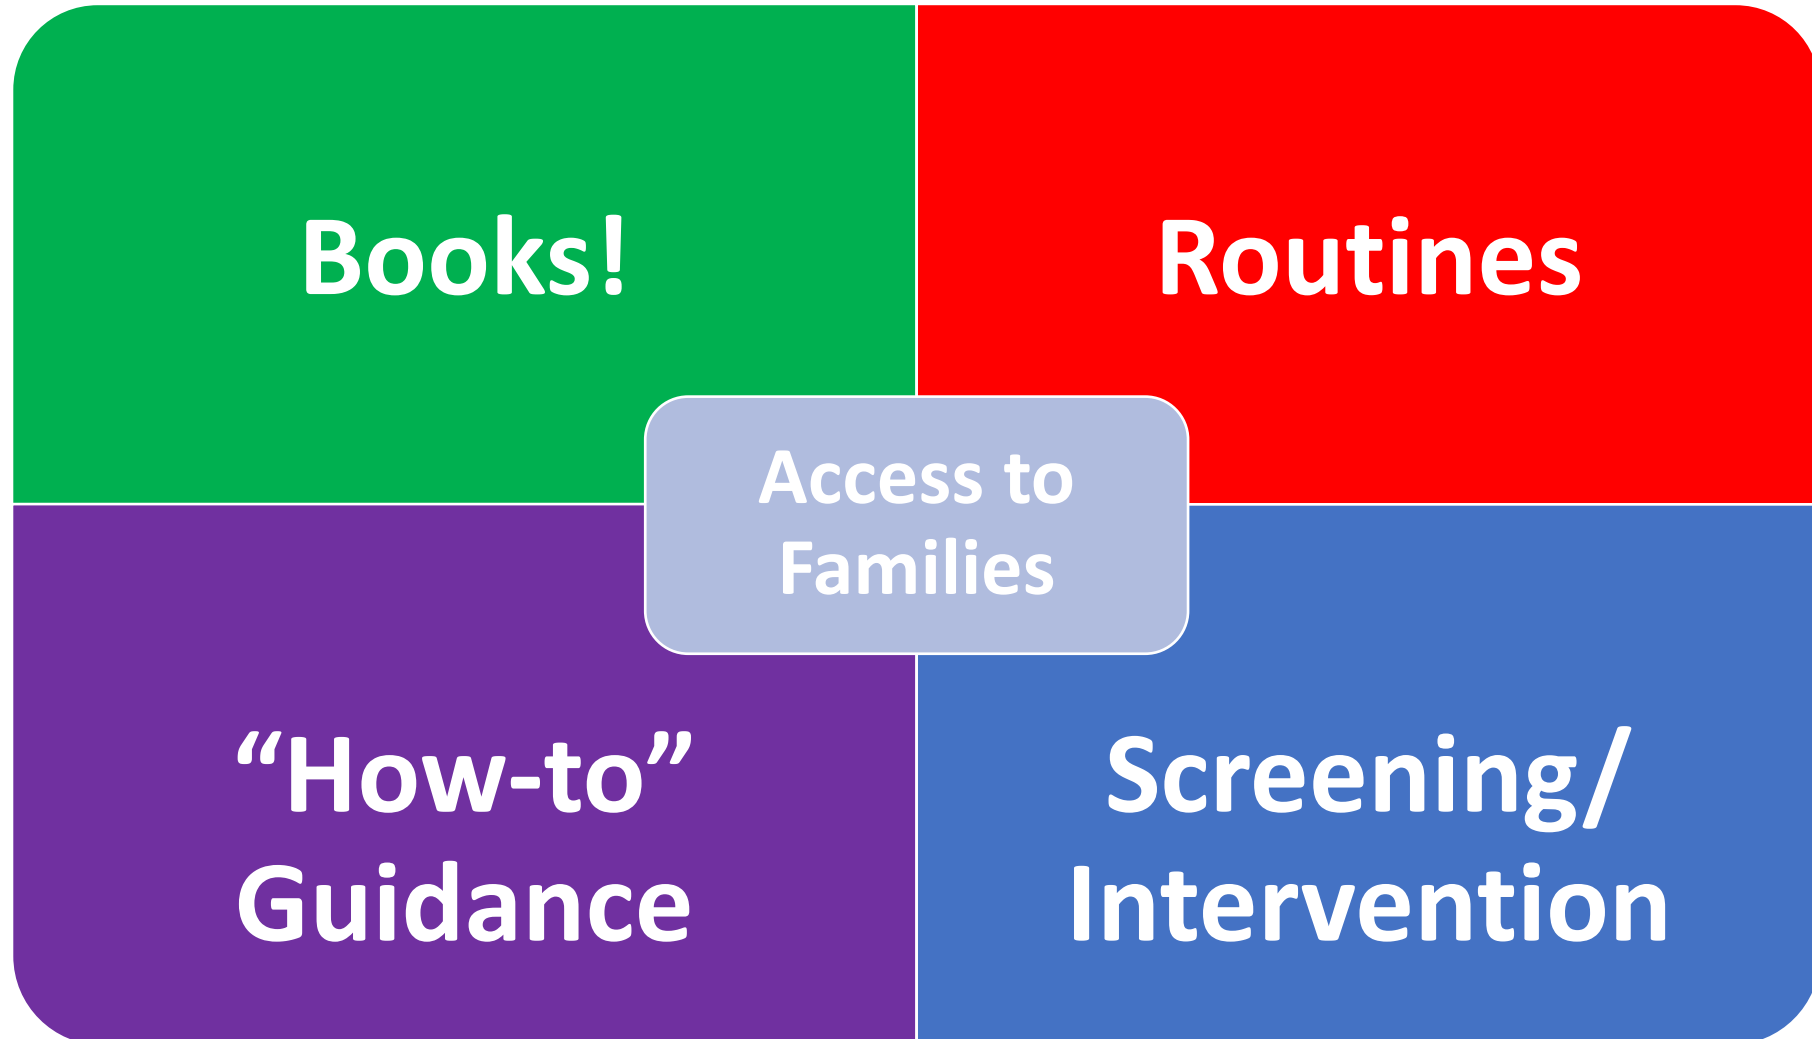 Books!
Routines
Access to
Families
“How-to”
Guidance
Screening/
Intervention